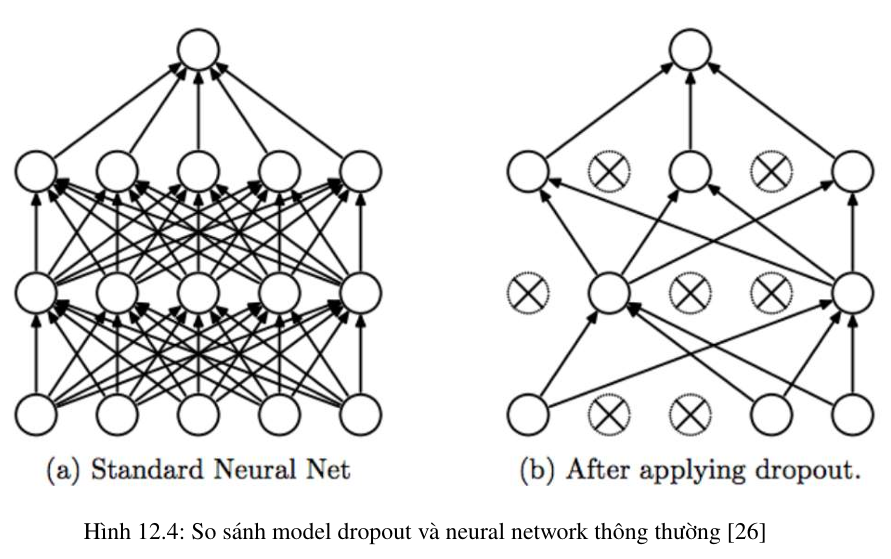 (a) Standard Neural Net
(b) After applying dropout.
Hình 12.4: So sánh model dropout và neural network thông thường [26]